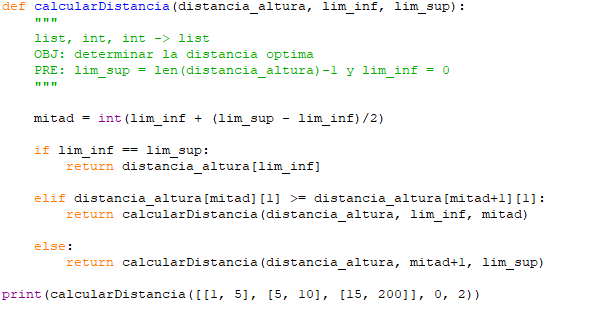 def calcularDistancia(distancia_altura, lim_inf, lim_sup):
    """
    list, int, int -> list
    OBJ: determinar la distancia optima
    PRE: lim_sup = len(distancia_altura)-1 y lim_inf = 0
    """
    mitad = int(lim_inf + (lim_sup - lim_inf)/2)
    if lim_inf == lim_sup:
        return distancia_altura[lim_inf]
    elif distancia_altura[mitad][1] >= distancia_altura[mitad+1][1]:
        return calcularDistancia(distancia_altura, lim_inf, mitad)
    else:
        return calcularDistancia(distancia_altura, mitad+1, lim_sup)
print(calcularDistancia([[1, 5], [5, 10], [15, 200]], 0, 2))